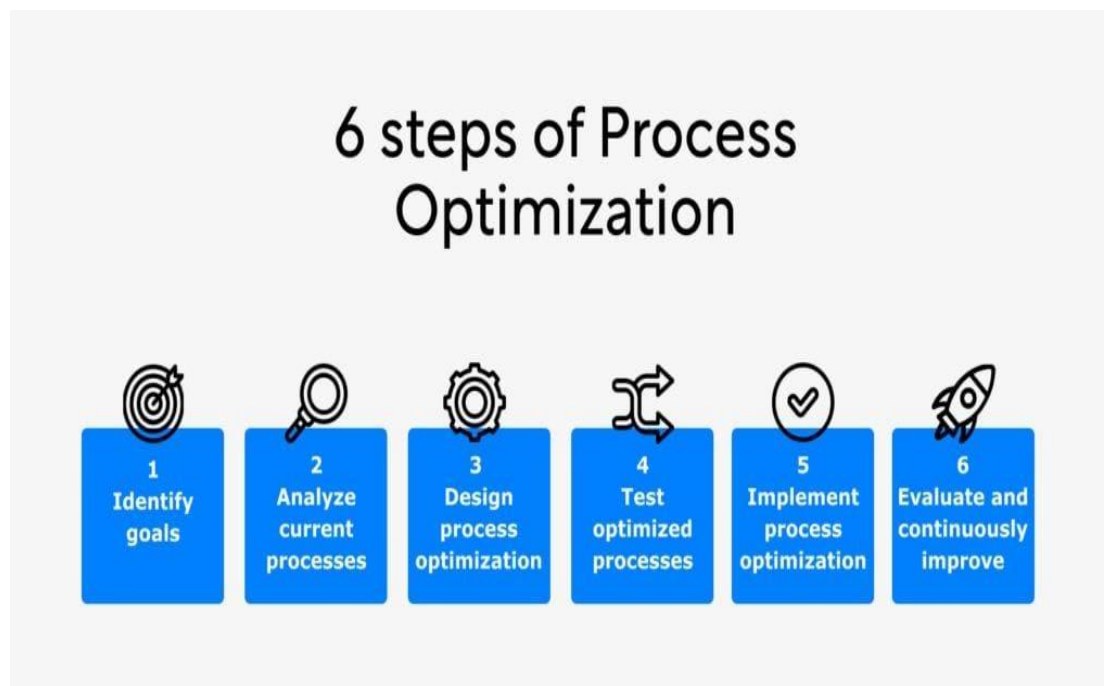 6 steps of Process
Optimization
1
Identify
goals
2
Analyze
current
processes
3
Design
process
optimization
4
Test
optimized
processes
5
Implement
process
optimization
6
Evaluate and
continuously
improve